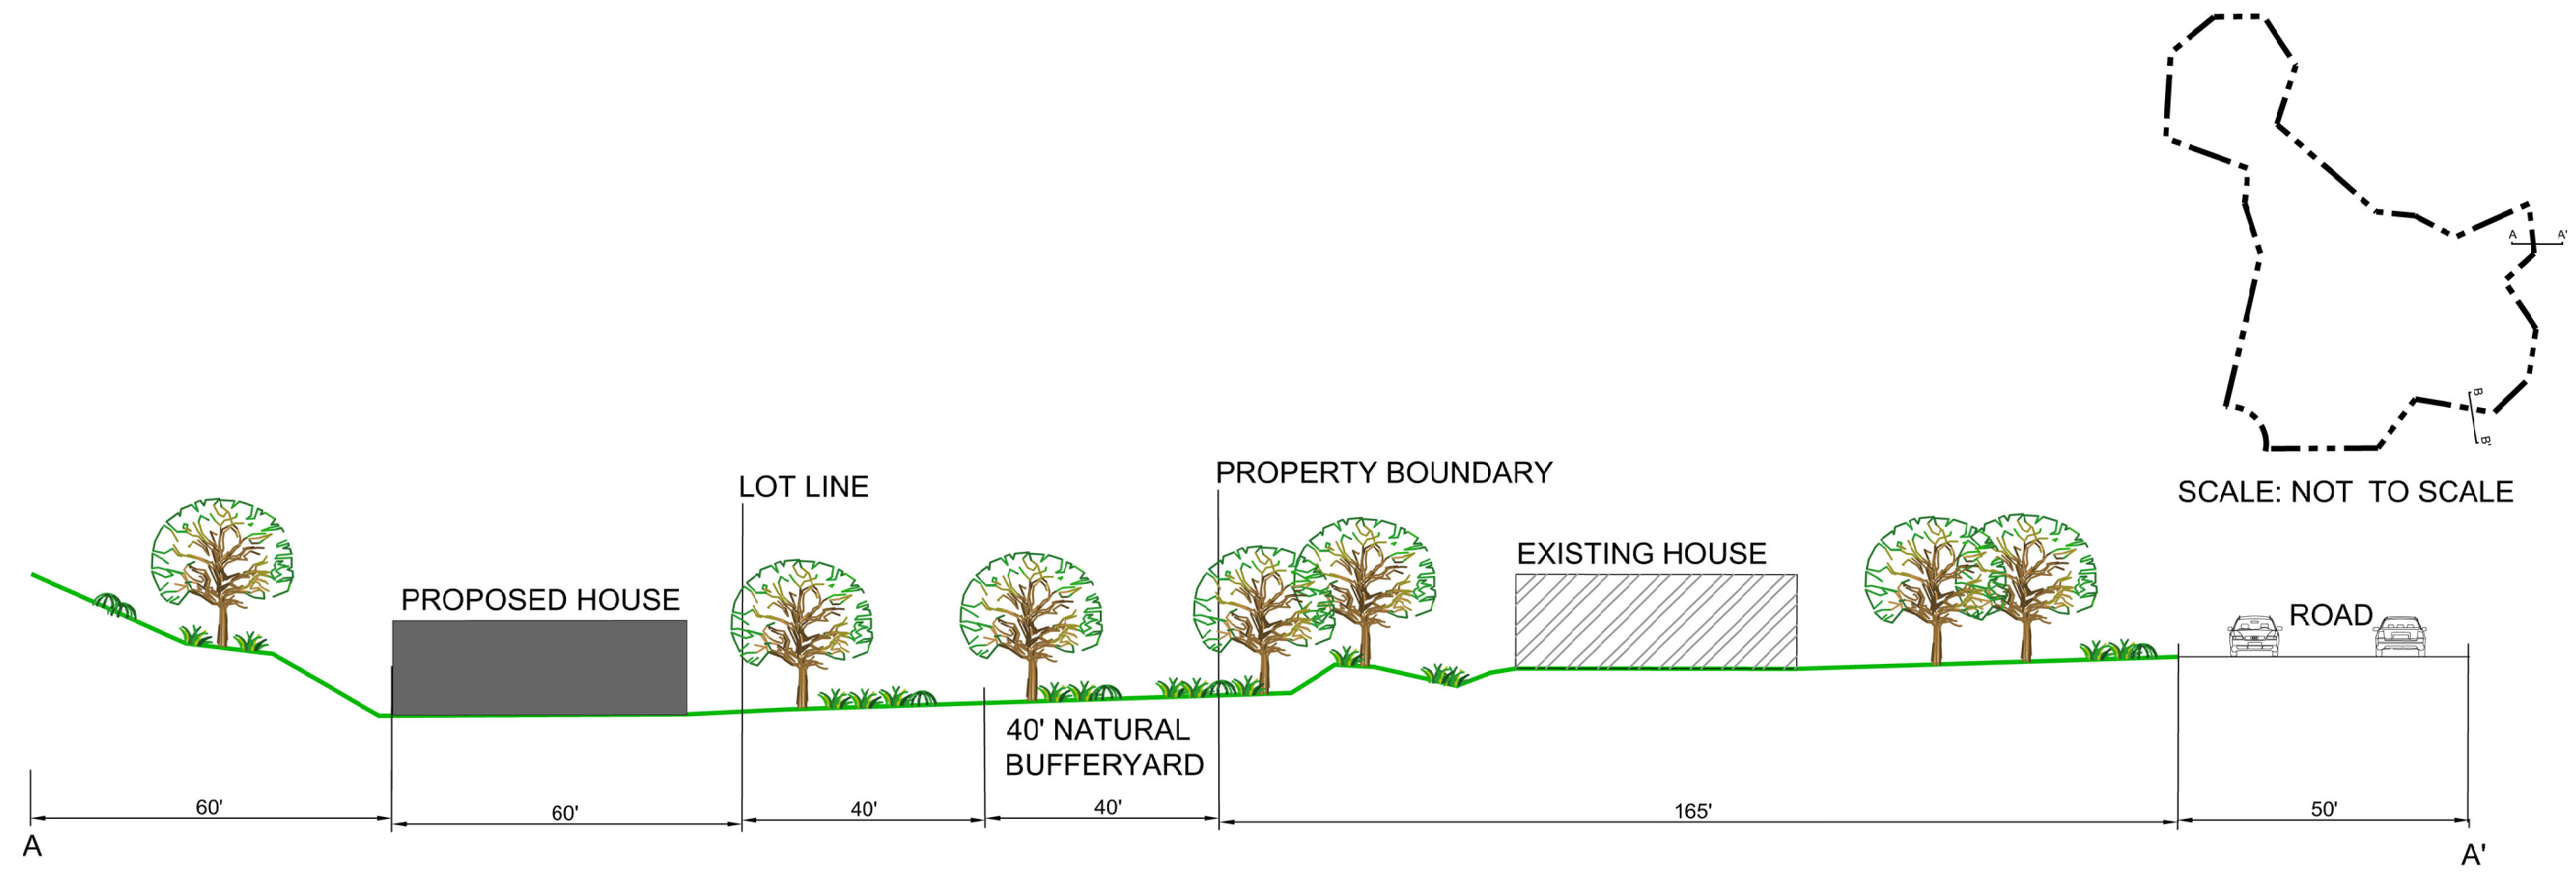 A
A'
B
B'
SCALE: NOT TO SCALE
LOT LINE
PROPERTY BOUNDARY
PROPOSED HOUSE
EXISTING HOUSE
ROAD
40' NATURAL
BUFFERYARD
60'
60'
40'
40'
165'
50'
A
A'